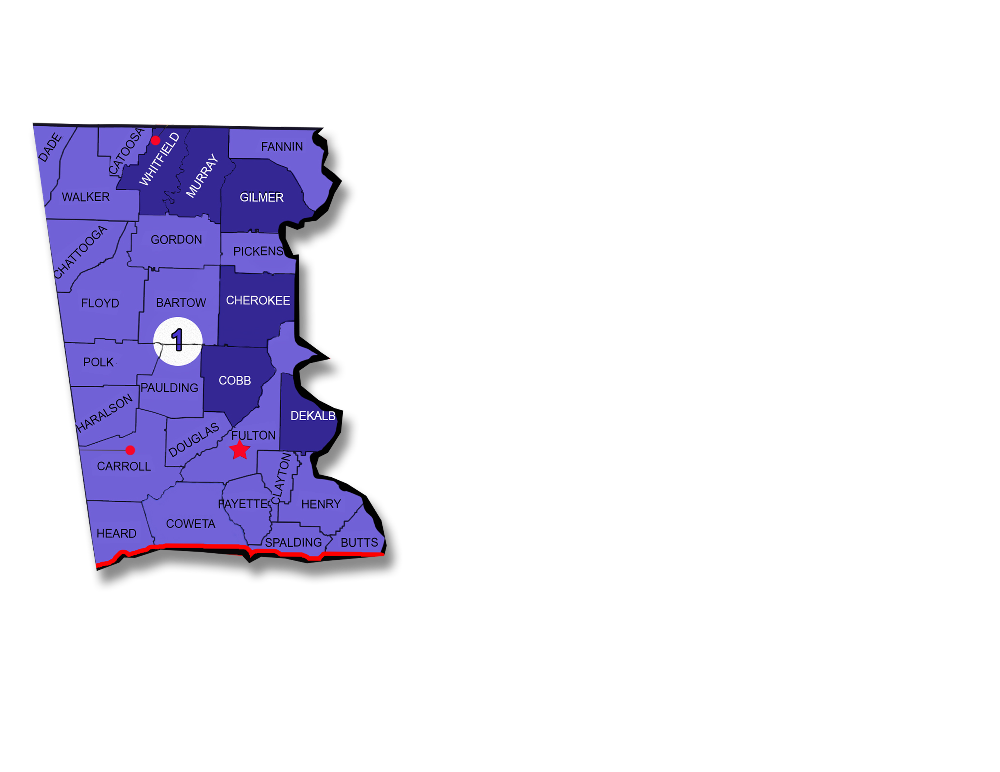 DADE
CATOOSA
WHITFIELD
MURRAY
FANNIN
WALKER
GILMER
CHATTOOGA
GORDON
PICKENS
FLOYD
BARTOW
CHEROKEE
1
POLK
PAULDING
COBB
HARALSON
DEKALB
DOUGLAS
FULTON
CARROLL
CLAYTON
FAYETTE
HENRY
COWETA
HEARD
SPALDING
BUTTS